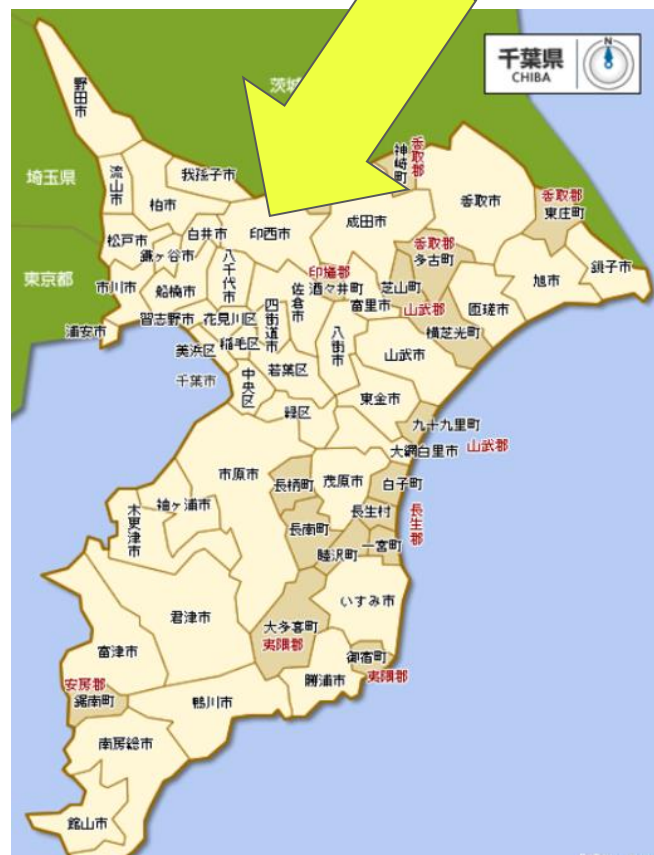 千葉県
CHIBA
N
茨城
野田市
埼玉県
流山市
柏市
我孫子市
神崎町
香取郡
香取市
香取郡
東庄町
松戸市
鎌ヶ谷市
白井市
印西市
成田市
香取郡
多古町
東京都
市川市
船橋市
八千代市
印旛郡
酒々井町
佐倉市
富里市
芝山町
山武郡
匝瑳市
旭市
銚子市
浦安市
習志野市
花見川区
四街道市
八街市
横芝光町
美浜区
稲毛区
山武市
千葉市
中央区
若葉区
緑区
東金市
九十九里町
大網白里市
山武郡
市原市
長柄町
茂原市
白子町
袖ヶ浦市
木更津市
長南町
長生村
長生郡
睦沢町
一宮町
いすみ市
君津市
大多喜町
夷隅郡
富津市
御宿町
夷隅郡
勝浦市
安房郡
鋸南町
鴨川市
南房総市
館山市